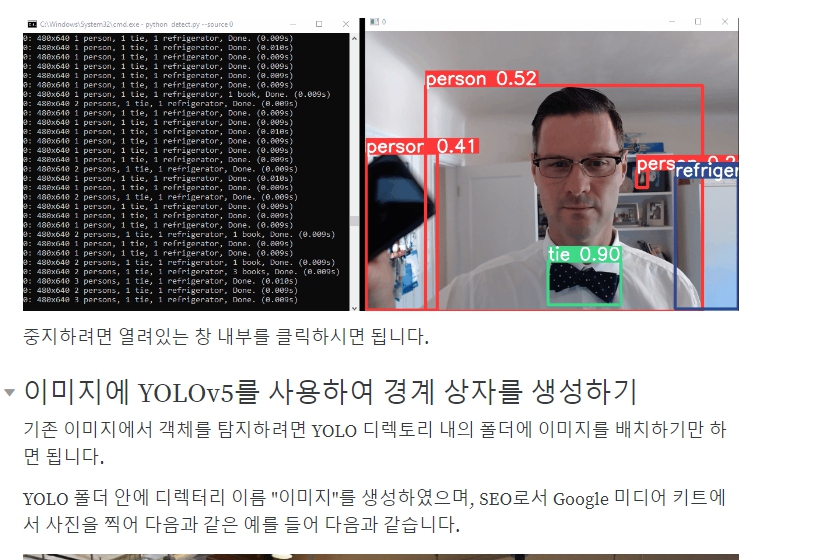 C:\Windows\System32\cmd.exe - python detect.py --source 0
0: 480x640 1 person, 1 tie, 1 refrigerator, Done. (0.009s)
0: 480x640 1 person, 1 tie, 1 refrigerator, Done. (0.010s)
0: 480x640 1 person, 1 tie, 1 refrigerator, Done. (0.009s)
0: 480x640 1 person, 1 tie, 1 refrigerator, Done. (0.009s)
0: 480x640 1 person, 1 tie, 1 refrigerator, Done. (0.009s)
0: 480x640 1 person, 1 tie, 1 refrigerator, Done. (0.009s)
0: 480x640 1 person, 1 tie, 1 refrigerator, 1 book, Done. (0.009s)
0: 480x640 2 persons, 1 tie, 1 refrigerator, Done. (0.009s)
0: 480x640 1 person, 1 tie, 1 refrigerator, Done. (0.009s)
0: 480x640 1 person, 1 tie, 1 refrigerator, Done. (0.009s)
0: 480x640 1 person, 1 tie, 1 refrigerator, Done. (0.010s)
0: 480x640 1 person, 1 tie, 1 refrigerator, Done. (0.009s)
0: 480x640 1 person, 1 tie, 1 refrigerator, Done. (0.009s)
0: 480x640 1 person, 1 tie, 1 refrigerator, Done. (0.009s)
0: 480x640 2 persons, 1 tie, 1 refrigerator, Done. (0.009s)
0: 480x640 1 person, 1 tie, 1 refrigerator, Done. (0.010s)
0: 480x640 1 person, 1 tie, 1 refrigerator, Done. (0.009s)
0: 480x640 2 persons, 1 tie, 1 refrigerator, Done. (0.009s)
0: 480x640 1 person, 1 tie, 1 refrigerator, Done. (0.009s)
0: 480x640 2 persons, 1 tie, 1 refrigerator, Done. (0.009s)
0: 480x640 1 person, 1 tie, 1 refrigerator, Done. (0.009s)
0: 480x640 2 persons, 1 tie, 1 refrigerator, 1 book, Done. (0.009s)
0: 480x640 1 person, 1 tie, 1 refrigerator, Done. (0.010s)
0: 480x640 1 person, 1 tie, 1 refrigerator, Done. (0.009s)
0: 480x640 2 persons, 1 tie, 1 refrigerator, 1 book, Done. (0.009s)
0: 480x640 2 persons, 1 tie, 1 refrigerator, 3 books, Done. (0.009s)
0: 480x640 3 persons, 1 tie, 1 refrigerator, Done. (0.010s)
0: 480x640 2 persons, 1 tie, 1 refrigerator, Done. (0.009s)
0: 480x640 3 persons, 1 tie, 1 refrigerator, Done. (0.009s)
0
person 0.52
person 0.41
refriger
tie 0.90
중지하려면 열려있는 창 내부를 클릭하시면 됩니다.
이미지에 YOLOv5를 사용하여 경계 상자를 생성하기
기존 이미지에서 객체를 탐지하려면 YOLO 디렉토리 내의 폴더에 이미지를 배치하기만 하
면 됩니다.
YOLO 폴더 안에 디렉터리 이름 "이미지"를 생성하였으며, SEO로서 Google 미디어 키트에
서 사진을 찍어 다음과 같은 예를 들어 다음과 같습니다.